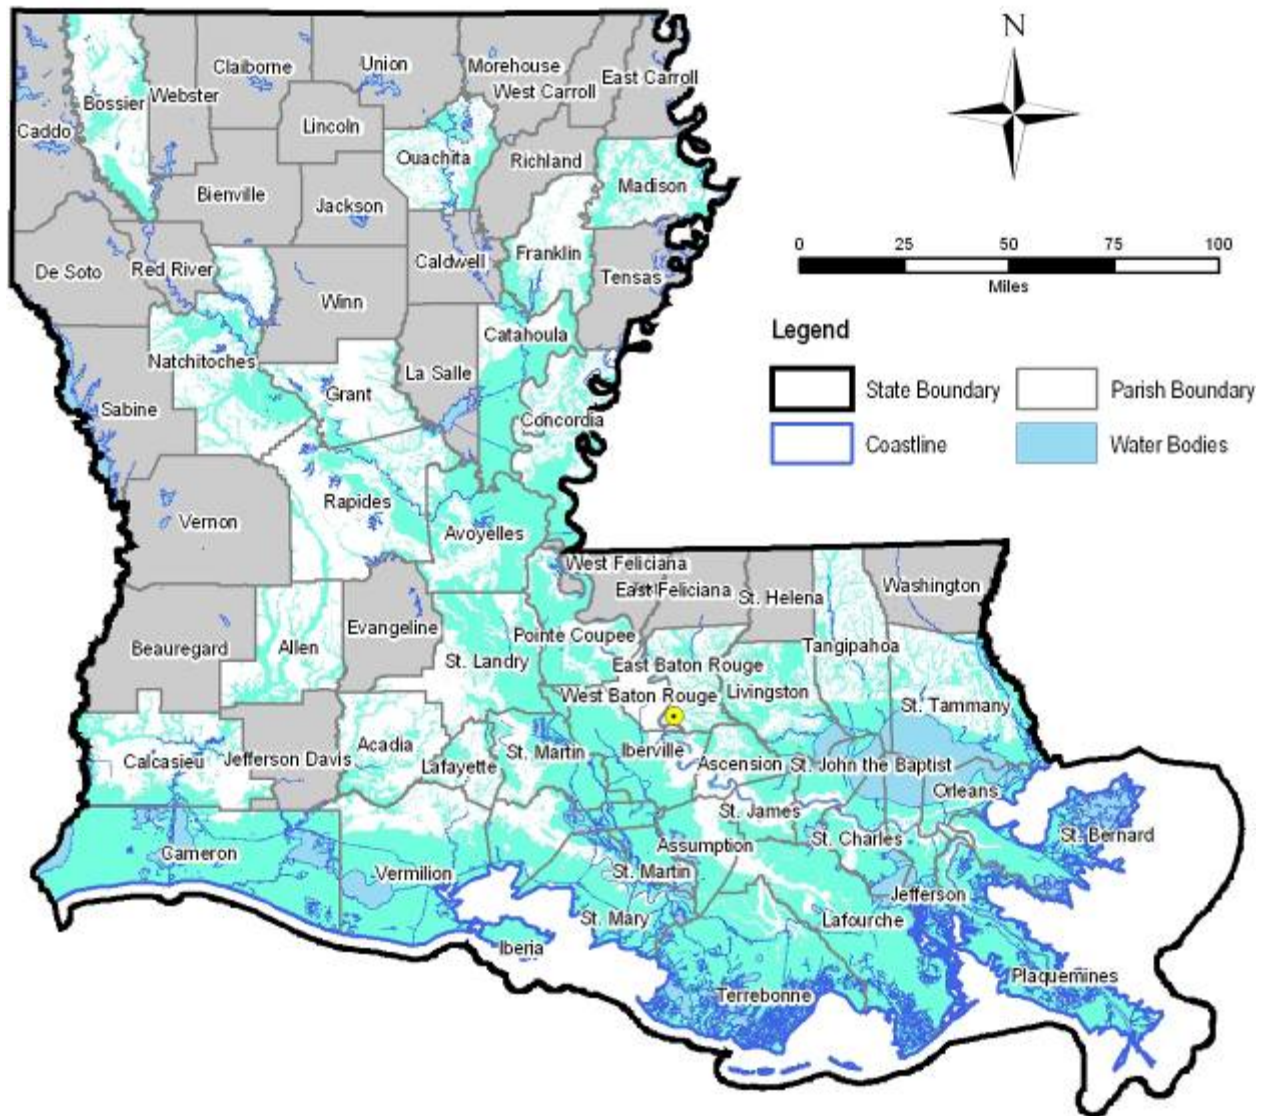 N
0 25 50 75 100
Miles
Legend
State Boundary
Parish Boundary
Coastline
Water Bodies
Claiborne
Union
Morehouse
West Carroll
East Carroll
Webster
Bossier
Caddo
Lincoln
Ouachita
Richland
Madison
Bienville
Jackson
De Soto
Red River
Winn
Caldwell
Franklin
Tensas
Natchitoches
Catahoula
La Salle
Grant
Sabine
Concordia
Rapides
Vernon
Avoyelles
West Feliciana
East Feliciana
St. Helena
Washington
Beauregard
Allen
Evangeline
St. Landry
Pointe Coupee
Tangipahoa
East Baton Rouge
West Baton Rouge
Livingston
St. Tammany
Calcasieu
Jefferson Davis
Acadia
Lafayette
St. Martin
Iberville
Ascension
St. John the Baptist
Orleans
St. James
St. Charles
St. Bernard
Cameron
Vermilion
Assumption
St. Martin
Jefferson
St. Mary
Lafourche
Iberia
Terrebonne
Plaquemines